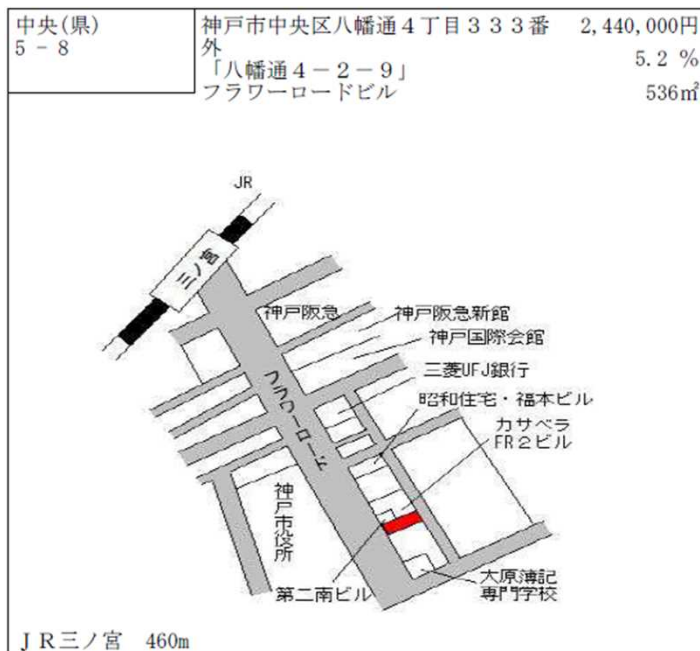 中央(県)
5－8
神戸市中央区八幡通４丁目３３３番
外
「八幡通４－２－９」
フラワーロードビル
2,440,000円
5.2 %
536㎡
JR
三ノ宮
神戸阪急
神戸阪急新館
神戸国際会館
三菱UFJ銀行
フラワーロード
昭和住宅・福本ビル
カサベラ
FR２ビル
神戸市役所
第二南ビル
大原簿記
専門学校
ＪＲ三ノ宮　460m